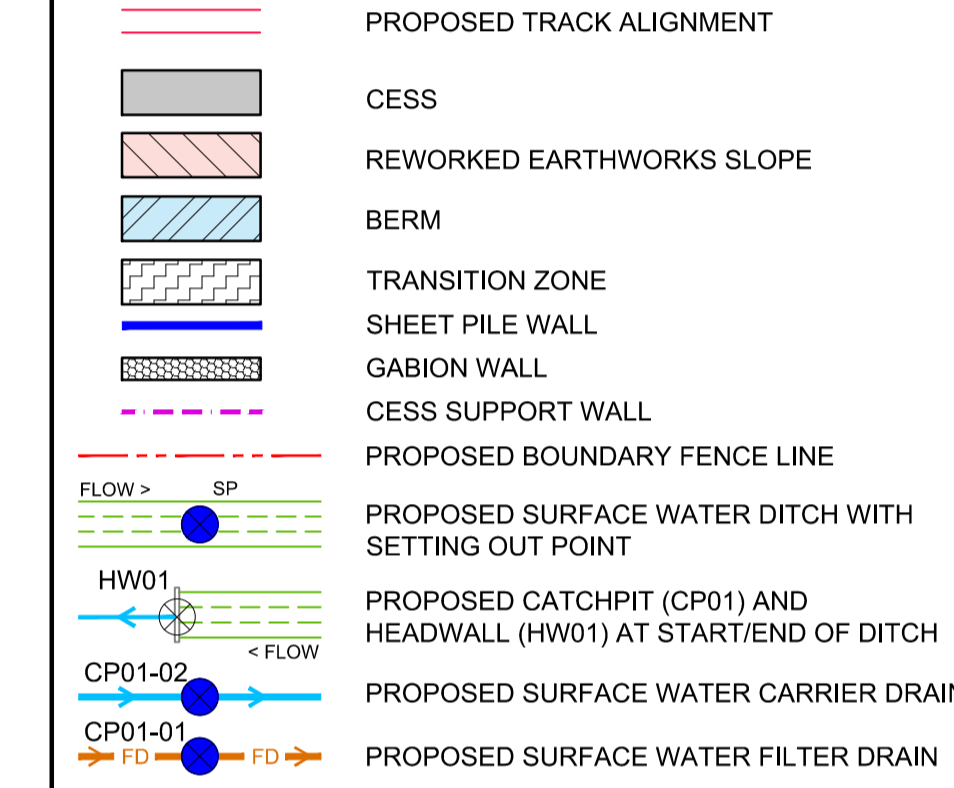 PROPOSED TRACK ALIGNMENT
CESS
REWORKED EARTHWORKS SLOPE
BERM
TRANSITION ZONE
SHEET PILE WALL
GABION WALL
CESS SUPPORT WALL
PROPOSED BOUNDARY FENCE LINE
FLOW > SP
PROPOSED SURFACE WATER DITCH WITH
SETTING OUT POINT
HW01
PROPOSED CATCHPIT (CP01) AND
HEADWALL (HW01) AT START/END OF DITCH
< FLOW
CP01-02
PROPOSED SURFACE WATER CARRIER DRAIN
CP01-01
FD FD PROPOSED SURFACE WATER FILTER DRAIN